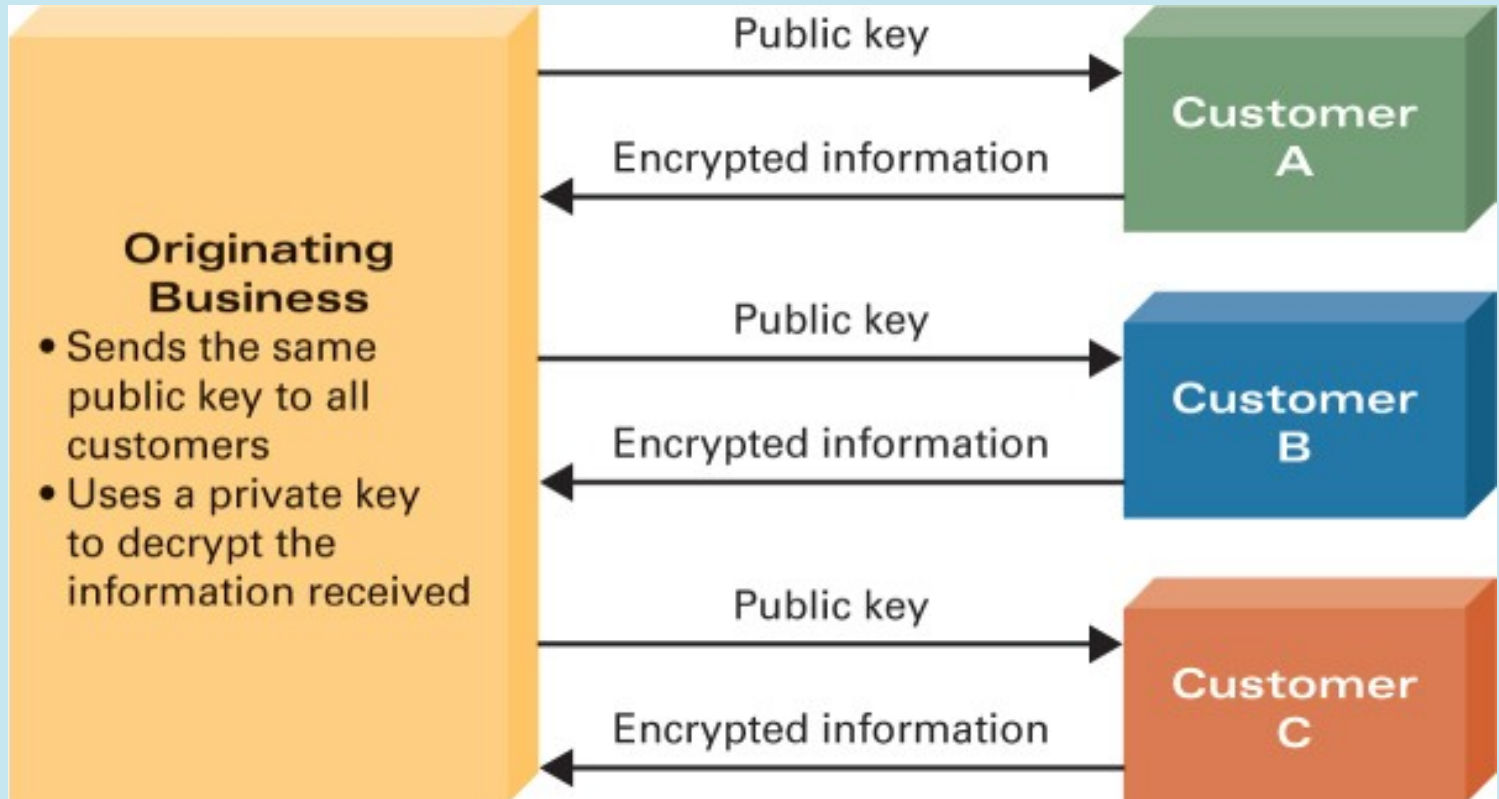 Originating
Business
• Sends the same
public key to all
customers
• Uses a private key
to decrypt the
information received
Public key
Encrypted information
Customer
A
Public key
Encrypted information
Customer
B
Public key
Encrypted information
Customer
C